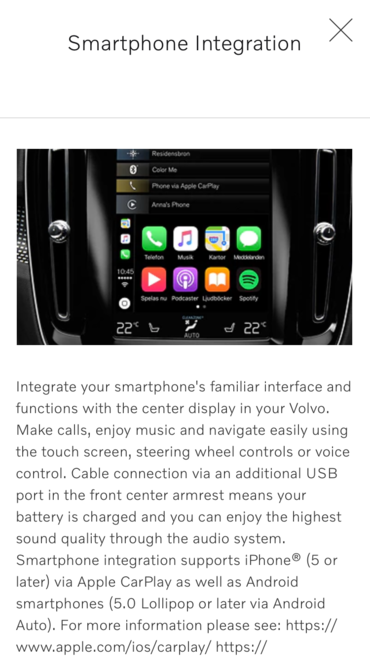 Smartphone Integration
Residensbron
Color Me
Phone via Apple CarPlay
Anna's Phone
Telefon Musik Kartor Meddelanden
10:45
Spelas nu Podcaster Ljudböcker Spotify
22°C AUTO 22°C
Integrate your smartphone's familiar interface and
functions with the center display in your Volvo.
Make calls, enjoy music and navigate easily using
the touch screen, steering wheel controls or voice
control. Cable connection via an additional USB
port in the front center armrest means your
battery is charged and you can enjoy the highest
sound quality through the audio system.
Smartphone integration supports iPhone® (5 or
later) via Apple CarPlay as well as Android
smartphones (5.0 Lollipop or later via Android
Auto). For more information please see: https://
www.apple.com/ios/carplay/ https://